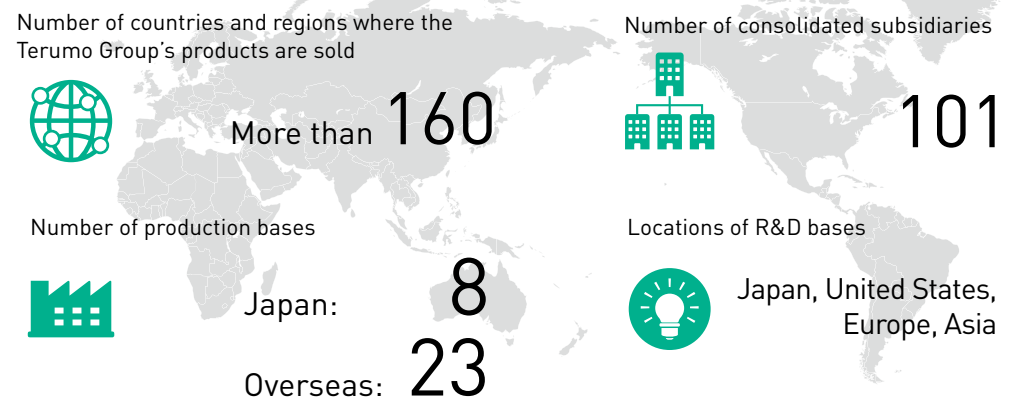 Number of countries and regions where the
Terumo Group's products are sold
More than 160
Number of consolidated subsidiaries
101
Number of production bases
Japan: 8
Overseas: 23
Locations of R&D bases
Japan, United States,
Europe, Asia